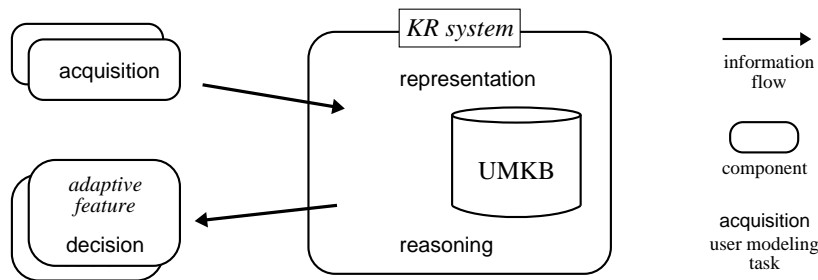 KR system
acquisition
representation
UMKB
adaptive
feature
decision
reasoning
information
flow
component
acquisition
user modeling
task